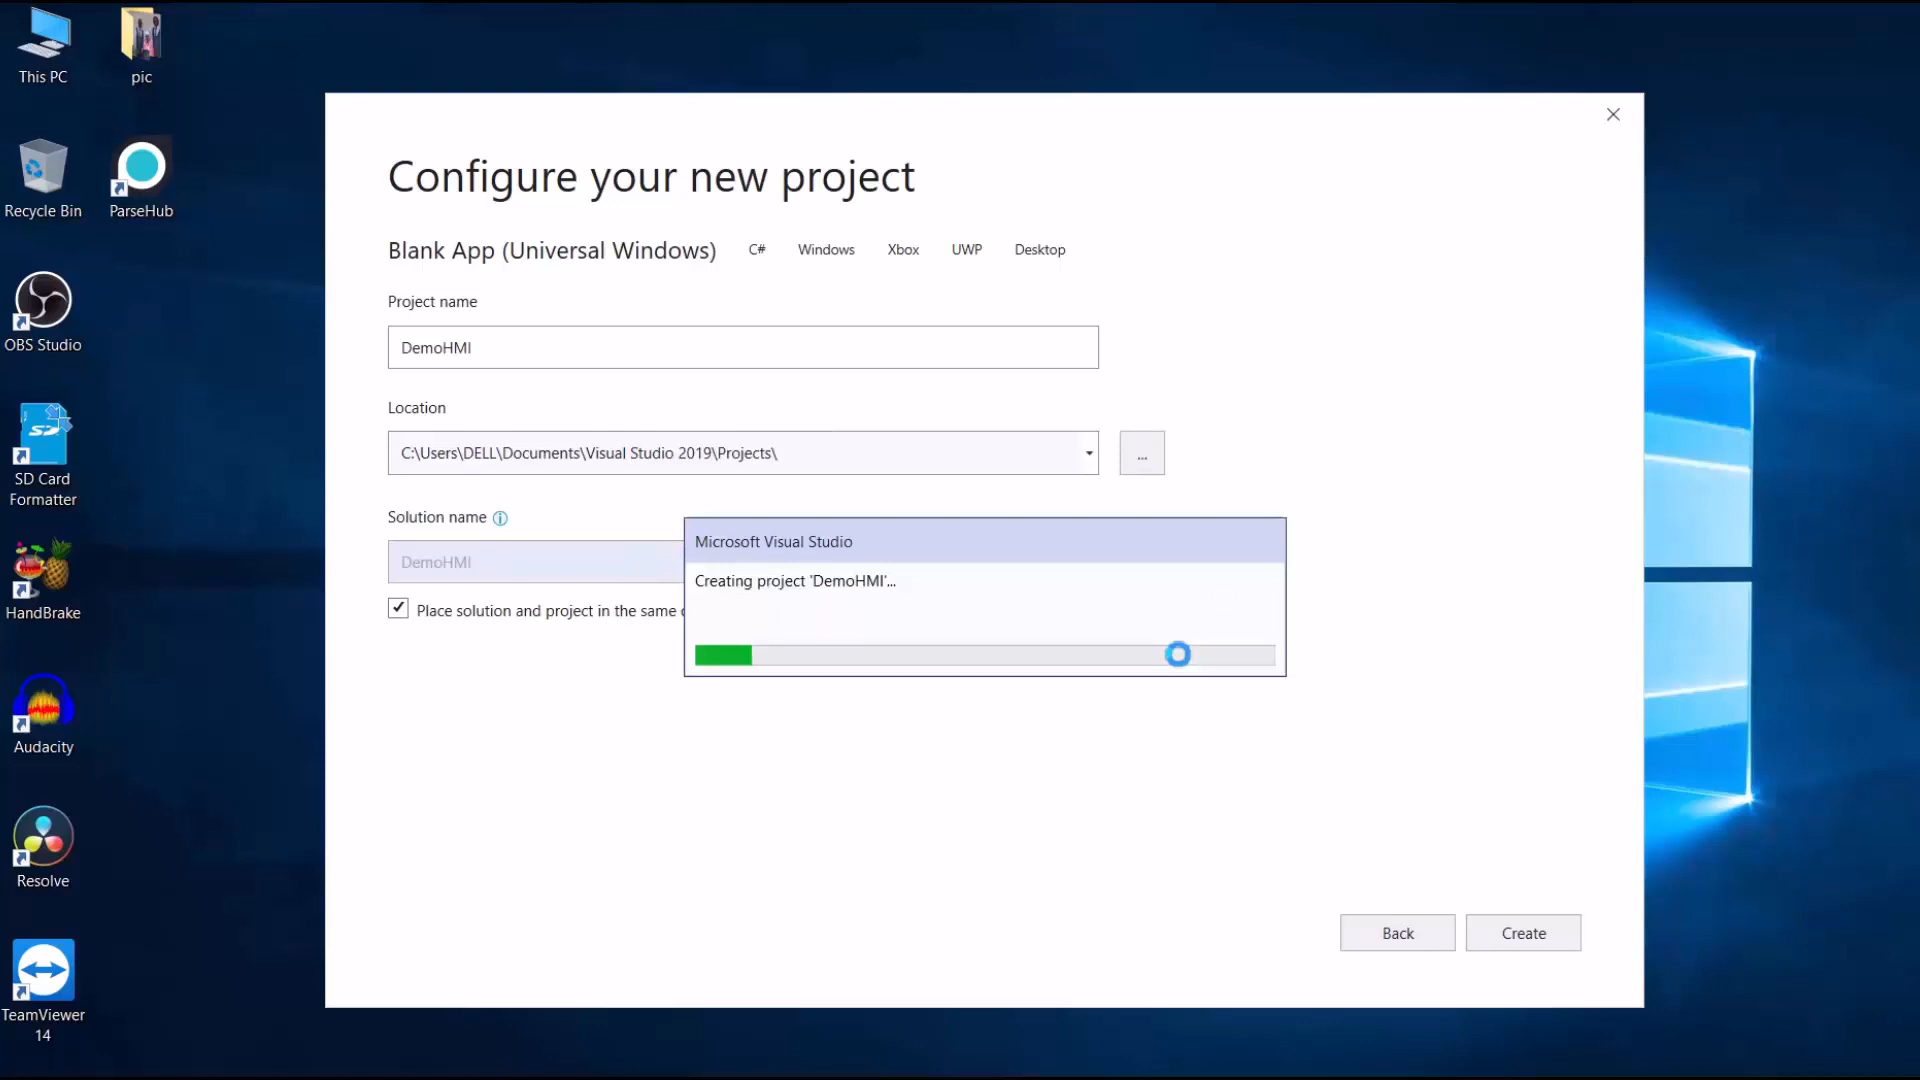 This PC
pic
Recycle Bin
ParseHub
OBS Studio
SD Card
Formatter
HandBrake
Audacity
Resolve
TeamViewer
14
Configure your new project
Blank App (Universal Windows) C# Windows Xbox UWP Desktop
Project name
DemoHMI
Location
C:\Users\DELL\Documents\Visual Studio 2019\Projects\
...
Solution name
DemoHMI
Place solution and project in the same
Microsoft Visual Studio
Creating project 'DemoHMI'...
Back
Create